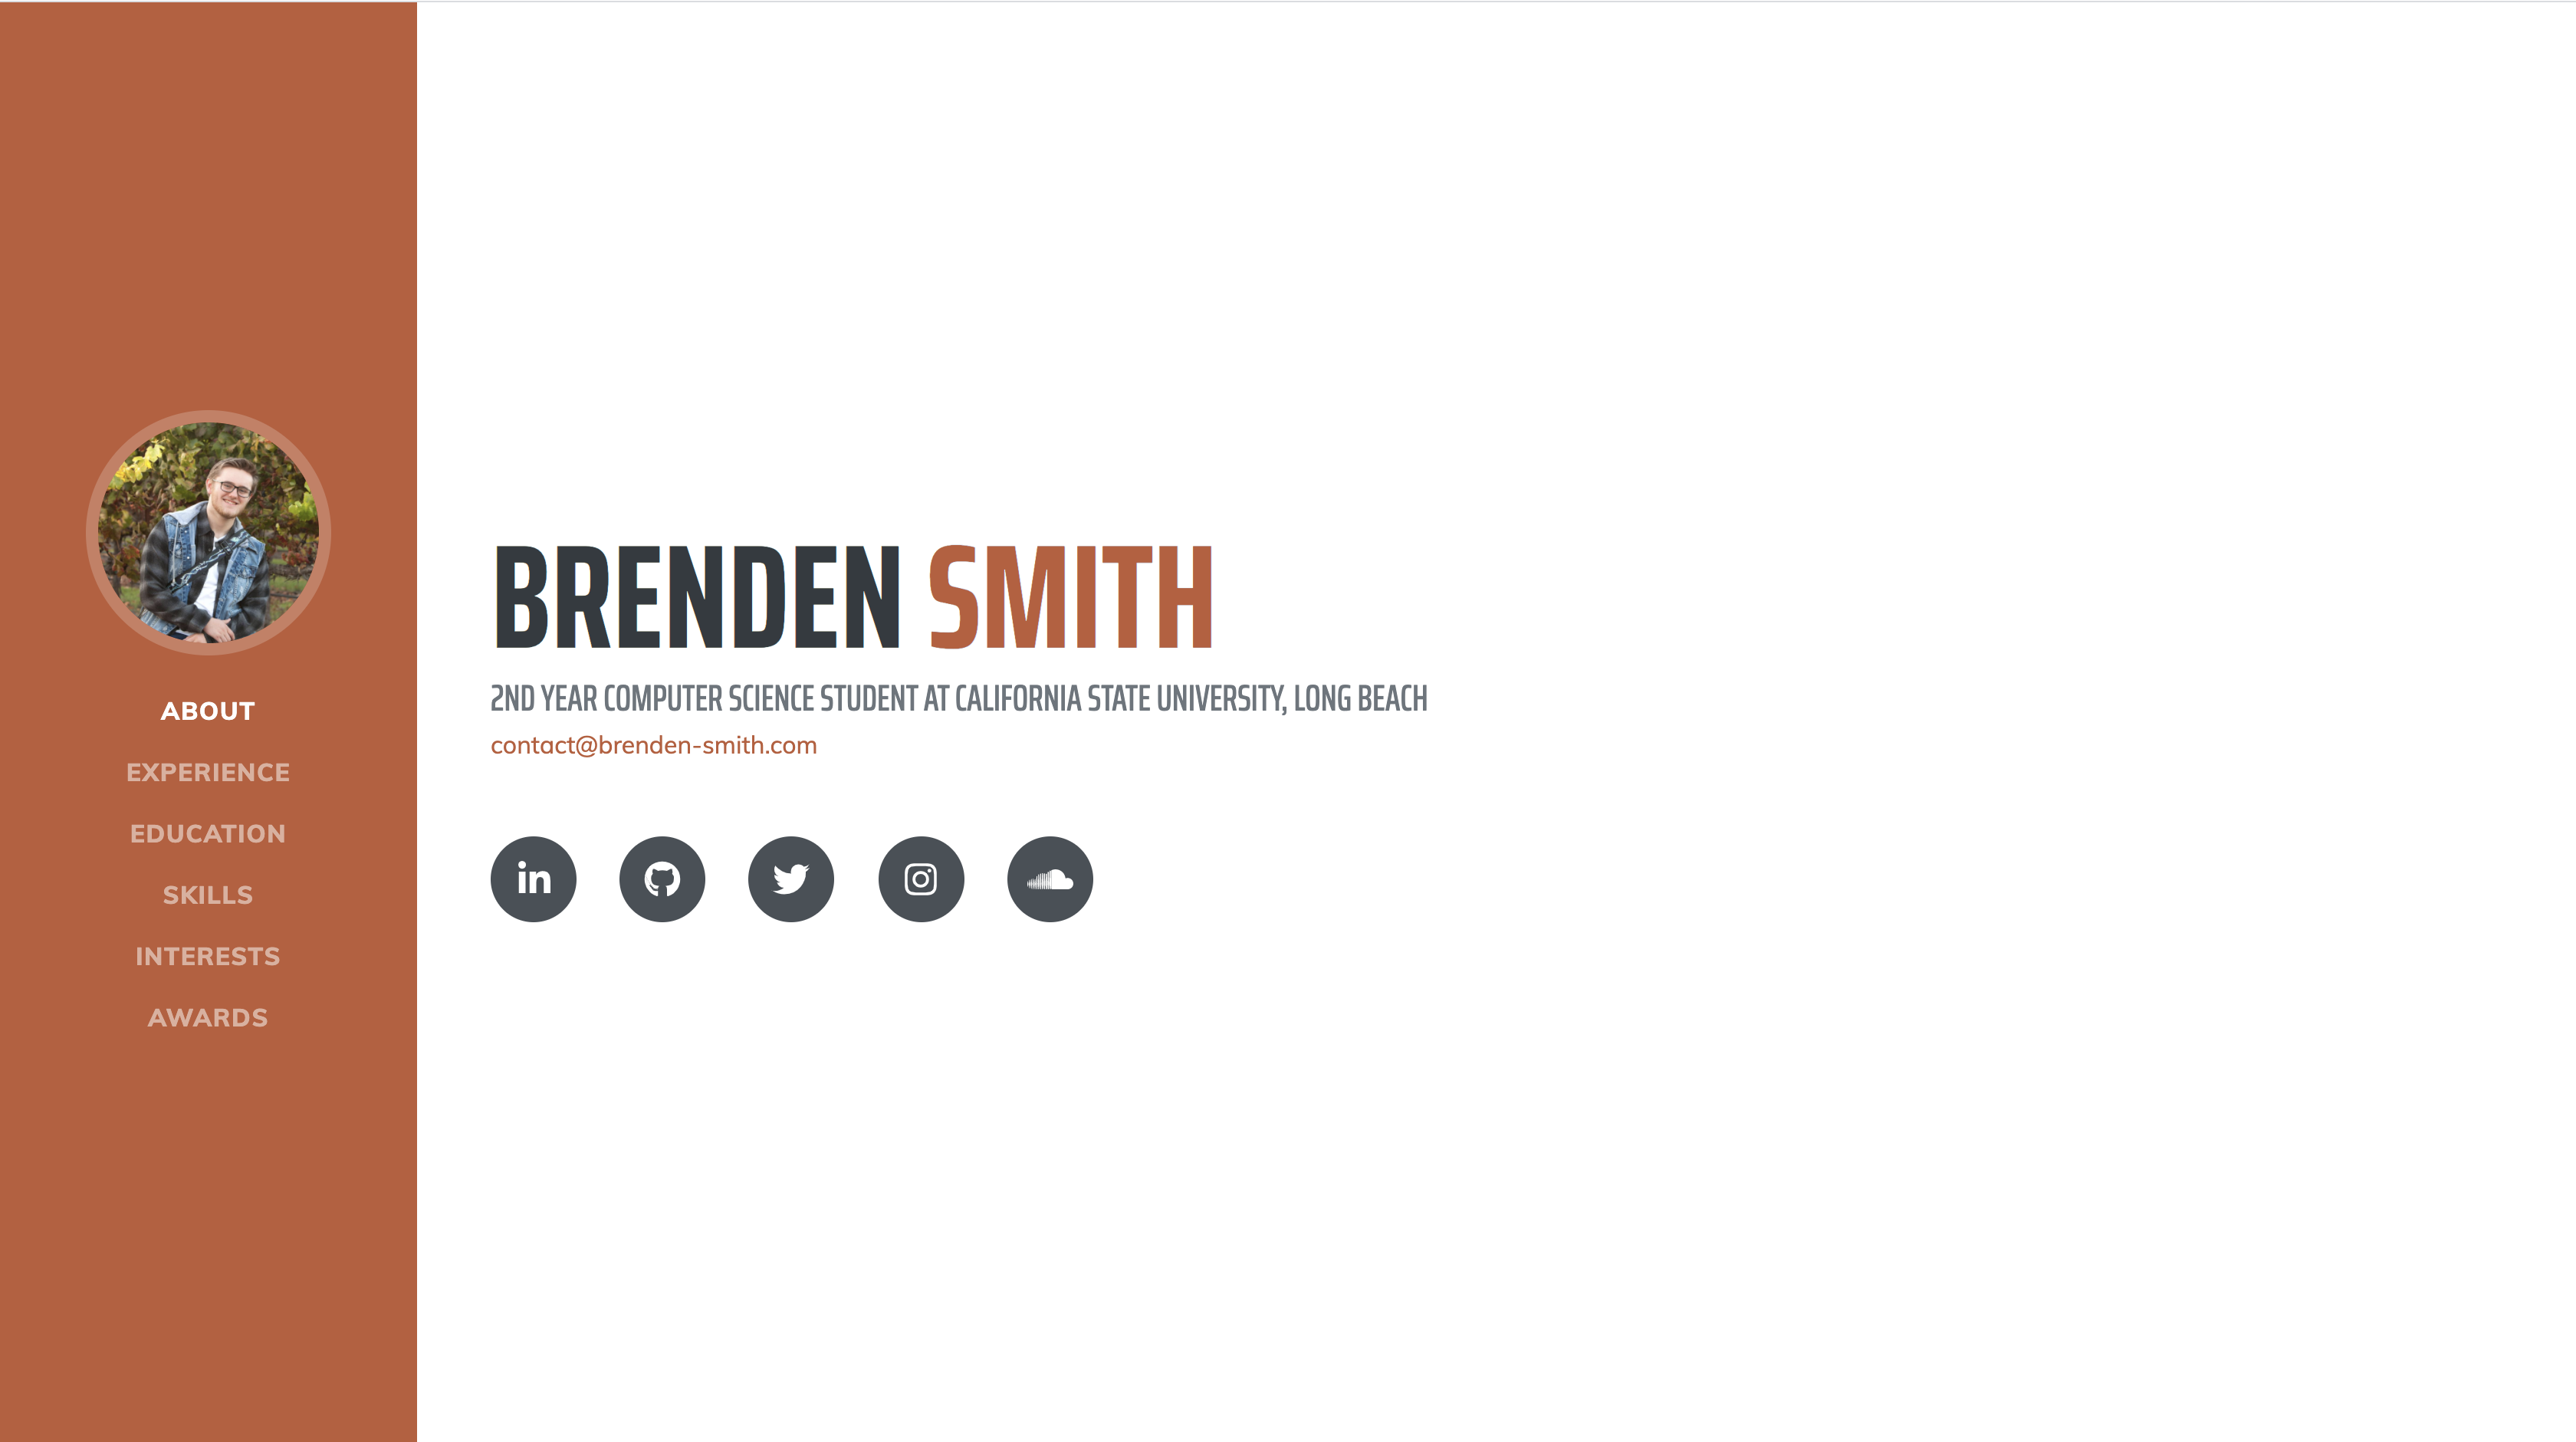 ABOUT
EXPERIENCE
EDUCATION
SKILLS
INTERESTS
AWARDS
BRENDEN SMITH
2ND YEAR COMPUTER SCIENCE STUDENT AT CALIFORNIA STATE UNIVERSITY, LONG BEACH
contact@brenden-smith.com
in